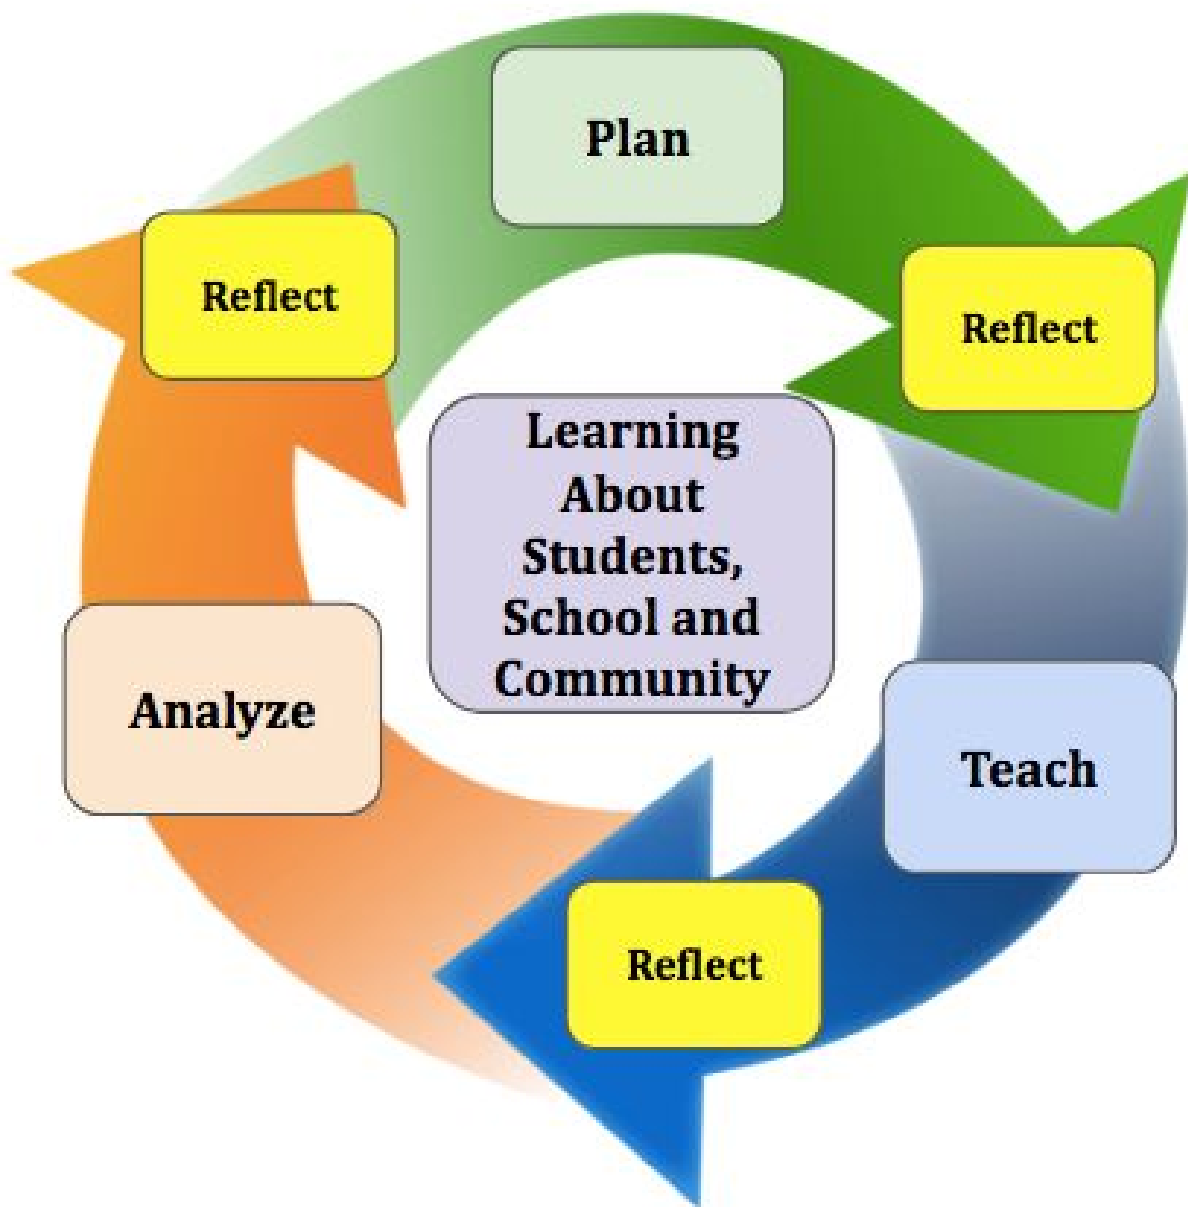 Plan
Reflect
Reflect
Learning
About
Students,
School and
Community
Analyze
Teach
Reflect